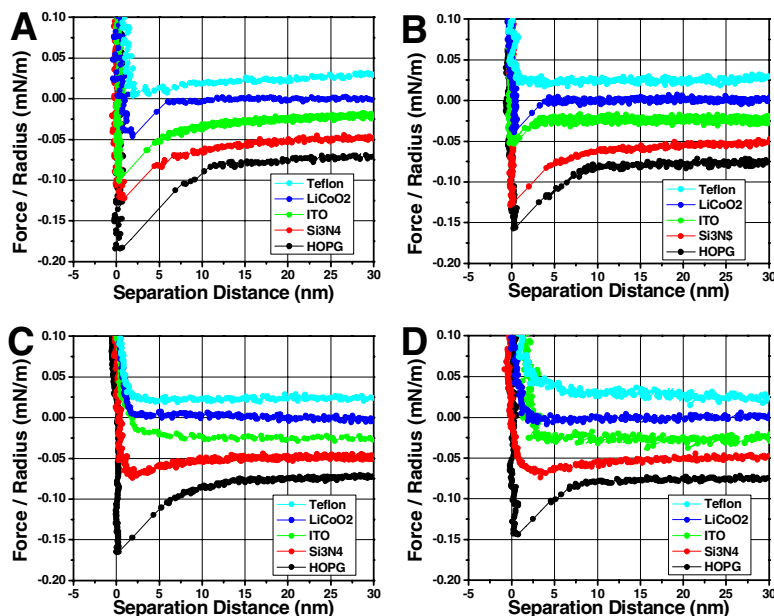 A
0.10
0.05
0.00
-0.05
-0.10
-0.15
-0.20
Force / Radius (mN/m)
Teflon
LiCoO2
ITO
Si3N4
HOPG
-5 0 5 10 15 20 25 30
Separation Distance (nm)
B
0.10
0.05
0.00
-0.05
-0.10
-0.15
-0.20
Force / Radius (mN/m)
Teflon
LiCoO2
ITO
Si3N$
HOPG
-5 0 5 10 15 20 25 30
Separation Distance (nm)
C
0.10
0.05
0.00
-0.05
-0.10
-0.15
-0.20
Force / Radius (mN/m)
Teflon
LiCoO2
ITO
Si3N4
HOPG
-5 0 5 10 15 20 25 30
Separation Distance (nm)
D
0.10
0.05
0.00
-0.05
-0.10
-0.15
-0.20
Force / Radius (mN/m)
Teflon
LiCoO2
ITO
Si3N4
HOPG
-5 0 5 10 15 20 25 30
Separation Distance (nm)